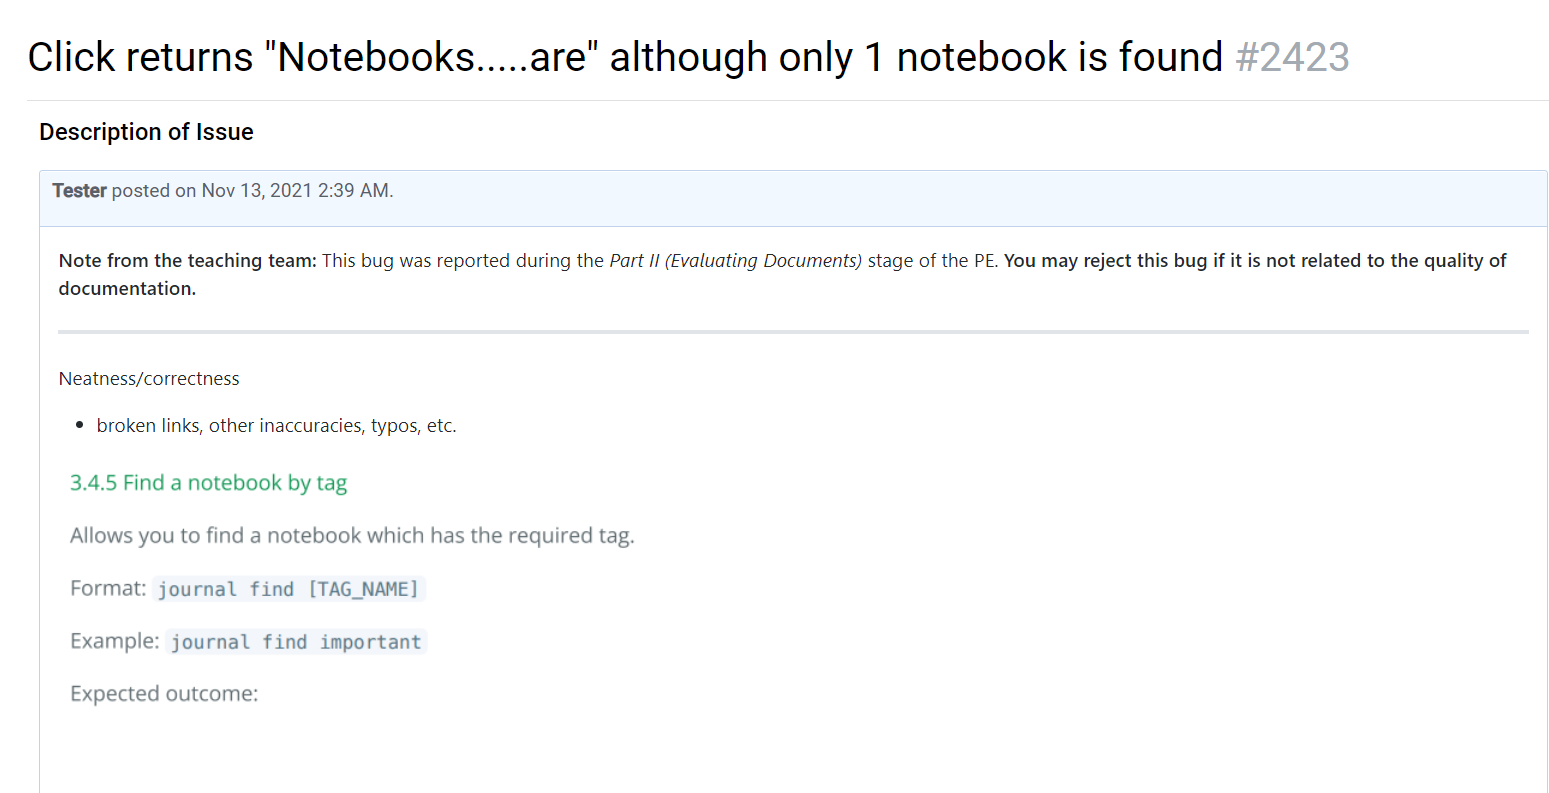 Click returns "Notebooks.....are" although only 1 notebook is found #2423
Description of Issue
Tester posted on Nov 13, 2021 2:39 AM.
Note from the teaching team: This bug was reported during the Part II (Evaluating Documents) stage of the PE. You may reject this bug if it is not related to the quality of
documentation.
Neatness/correctness
• broken links, other inaccuracies, typos, etc.
3.4.5 Find a notebook by tag
Allows you to find a notebook which has the required tag.
Format: journal find [TAG_NAME]
Example: journal find important
Expected outcome: